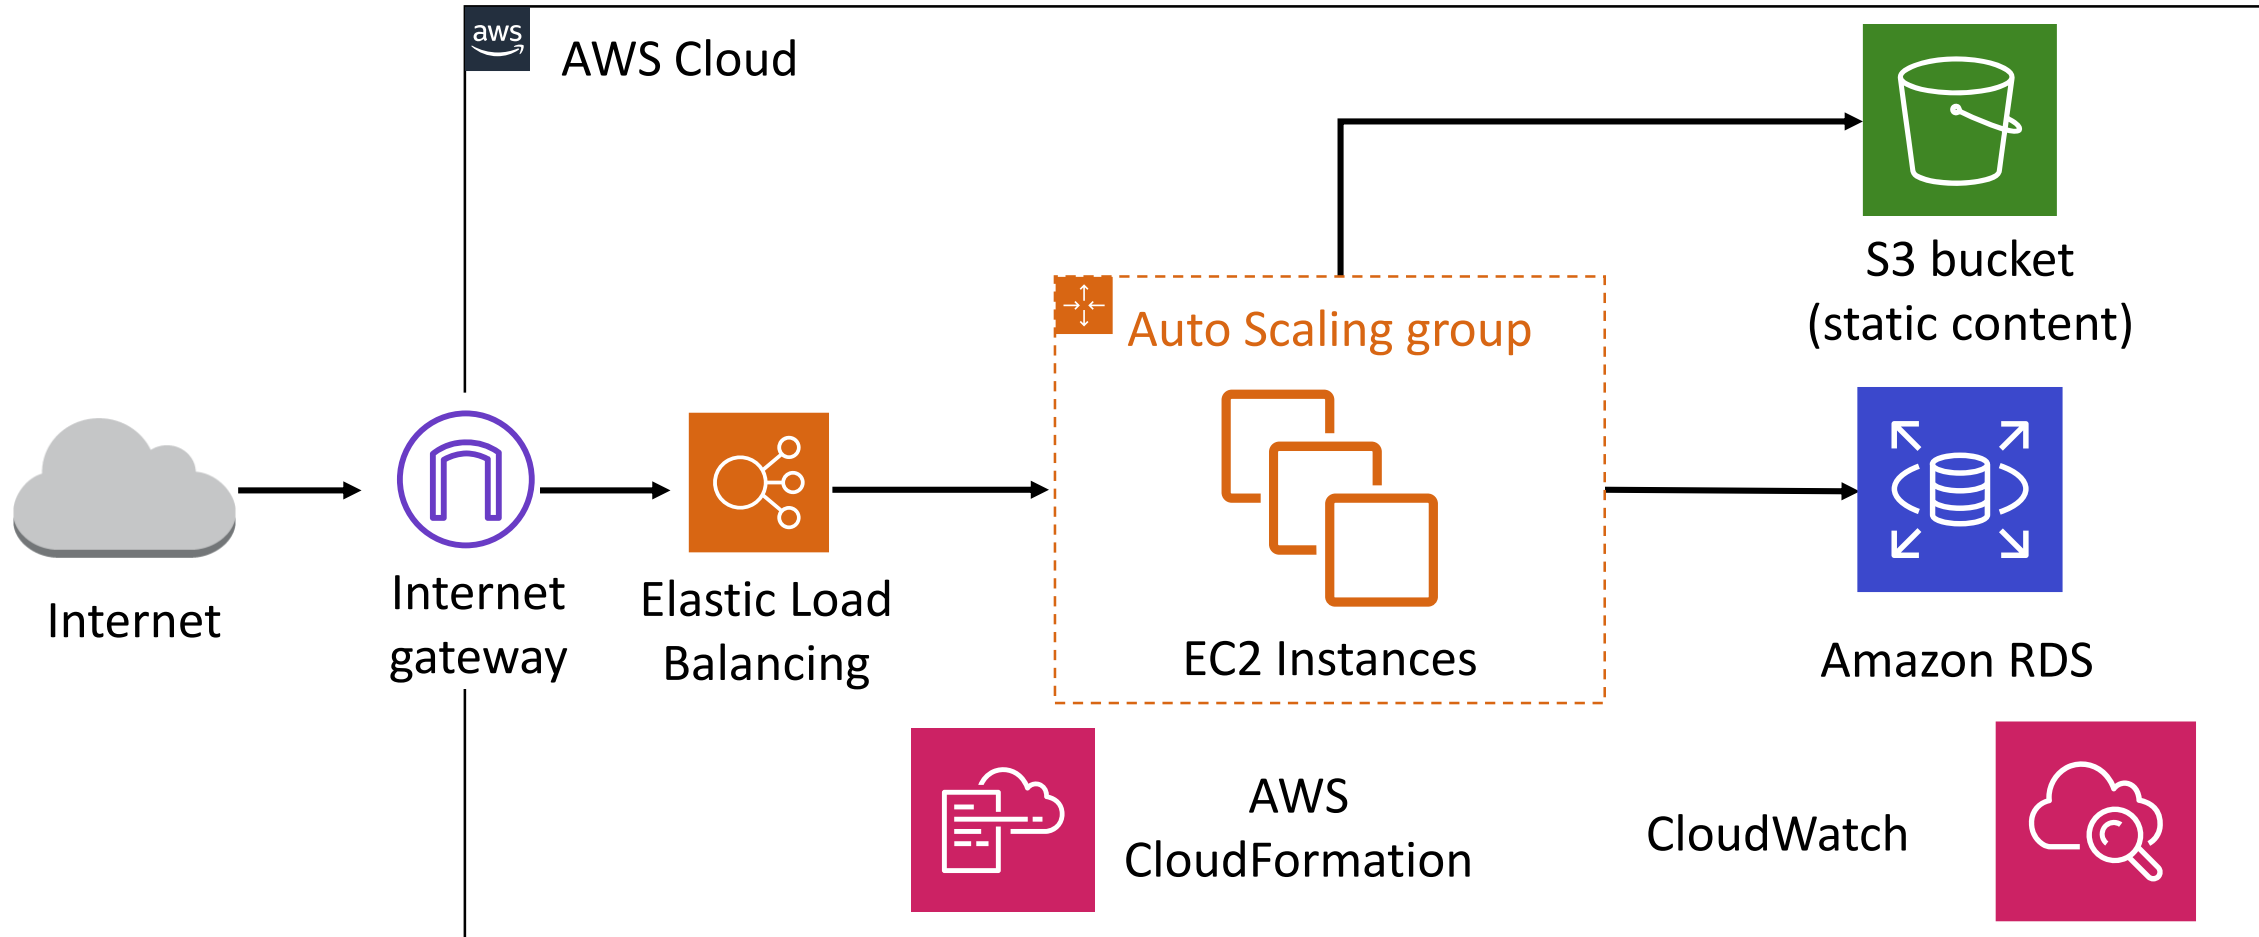 aws
AWS Cloud
S3 bucket
(static content)
Auto Scaling group
Internet
Internet
gateway
Elastic Load
Balancing
EC2 Instances
Amazon RDS
AWS
CloudFormation
CloudWatch